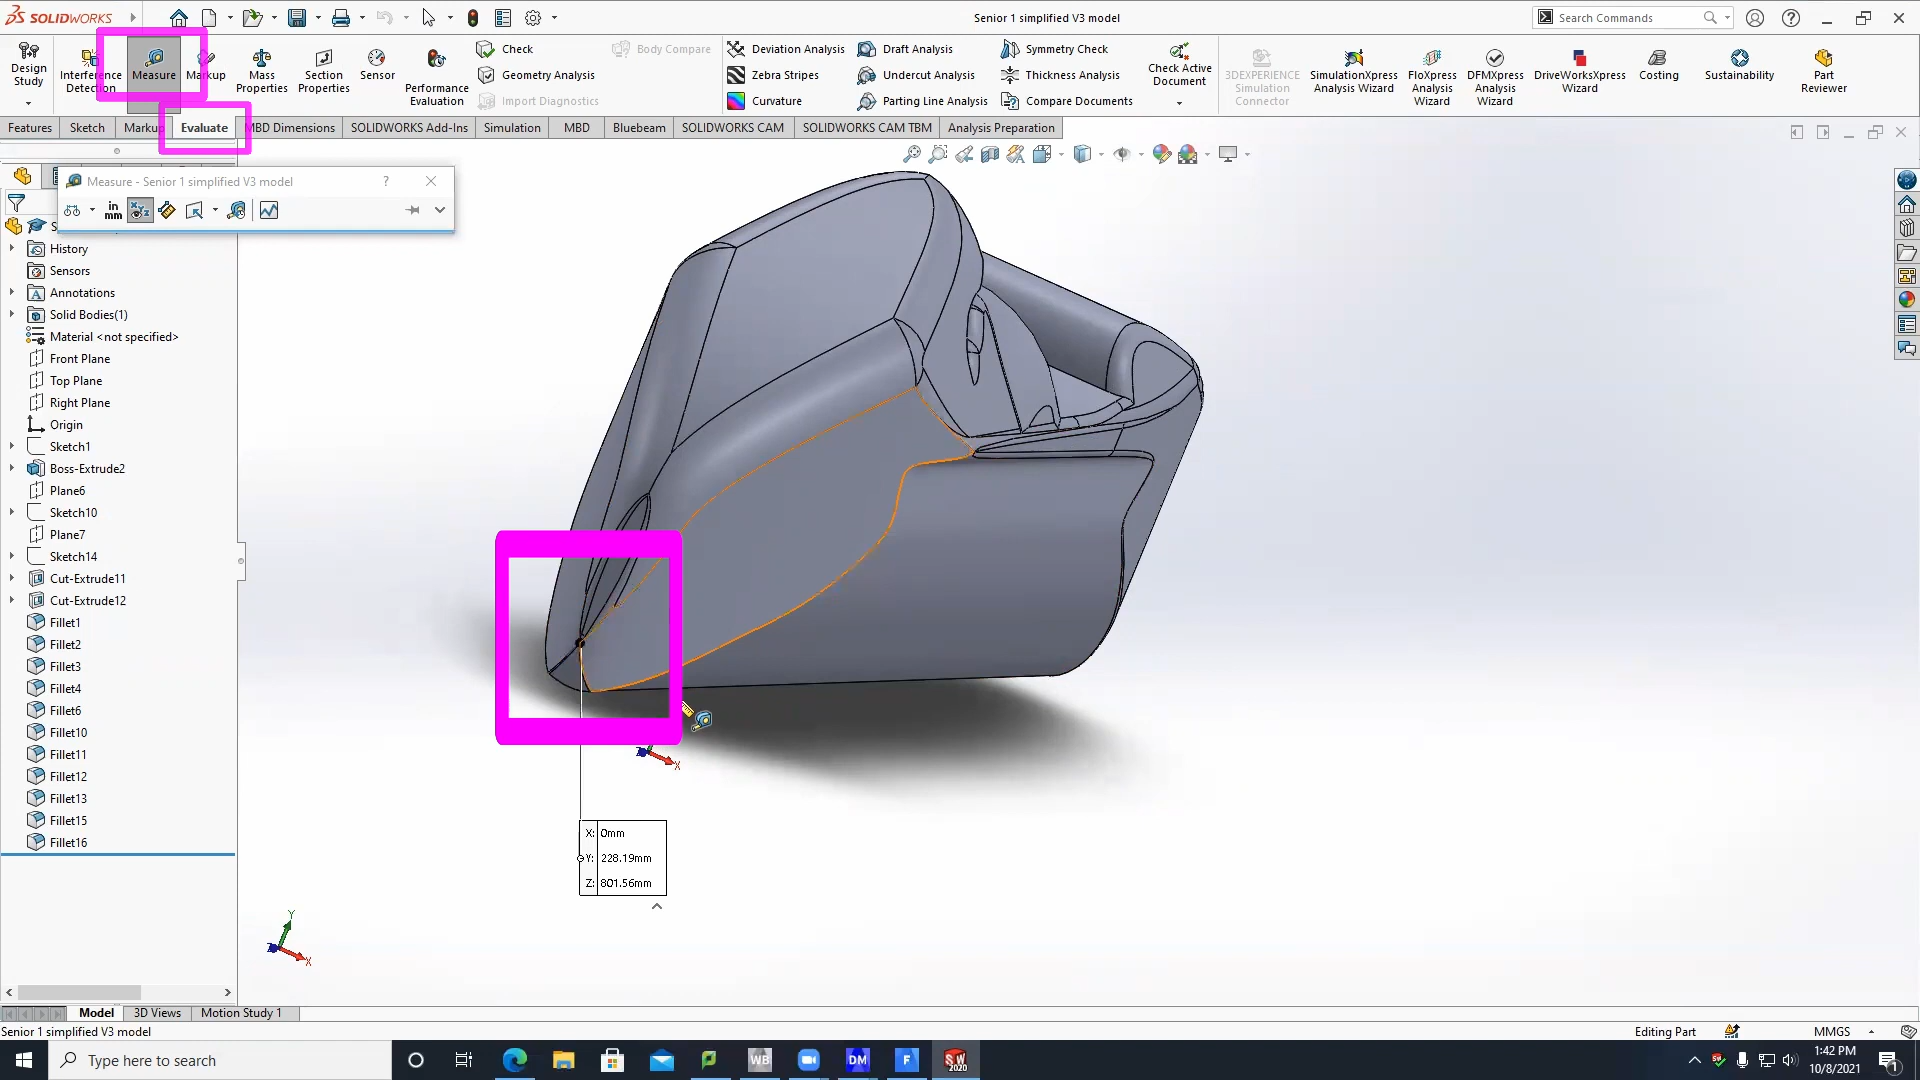 SOLIDWORKS
Senior 1 simplified V3 model
Search Commands
Design Study
Interference Detection
Measure
Markup
Mass Properties
Section Properties
Sensor
Performance Evaluation
Check
Geometry Analysis
Import Diagnostics
Body Compare
Deviation Analysis
Zebra Stripes
Curvature
Draft Analysis
Undercut Analysis
Parting Line Analysis
Symmetry Check
Thickness Analysis
Compare Documents
Check Active Document
3DEXPERIENCE Simulation Connector
SimulationXpress Analysis Wizard
FloXpress Analysis Wizard
DFMXpress Analysis Wizard
DriveWorksXpress Wizard
Costing
Sustainability
Part Reviewer
Features
Sketch
Markup
Evaluate
MBD Dimensions
SOLIDWORKS Add-Ins
Simulation
MBD
Bluebeam
SOLIDWORKS CAM
SOLIDWORKS CAM TBM
Analysis Preparation
Measure - Senior 1 simplified V3 model
in mm
History
Sensors
Annotations
Solid Bodies(1)
Material <not specified>
Front Plane
Top Plane
Right Plane
Origin
Sketch1
Boss-Extrude2
Plane6
Sketch10
Plane7
Sketch14
Cut-Extrude11
Cut-Extrude12
Fillet1
Fillet2
Fillet3
Fillet4
Fillet6
Fillet10
Fillet11
Fillet12
Fillet13
Fillet15
Fillet16
X
X: 0mm
Y: 228.19mm
Z: 801.56mm
Y
Z
X
Model
3D Views
Motion Study 1
Senior 1 simplified V3 model
Editing Part
MMGS
Type here to search
WB
DM
F
SW 2020
1:42 PM
10/8/2021
1